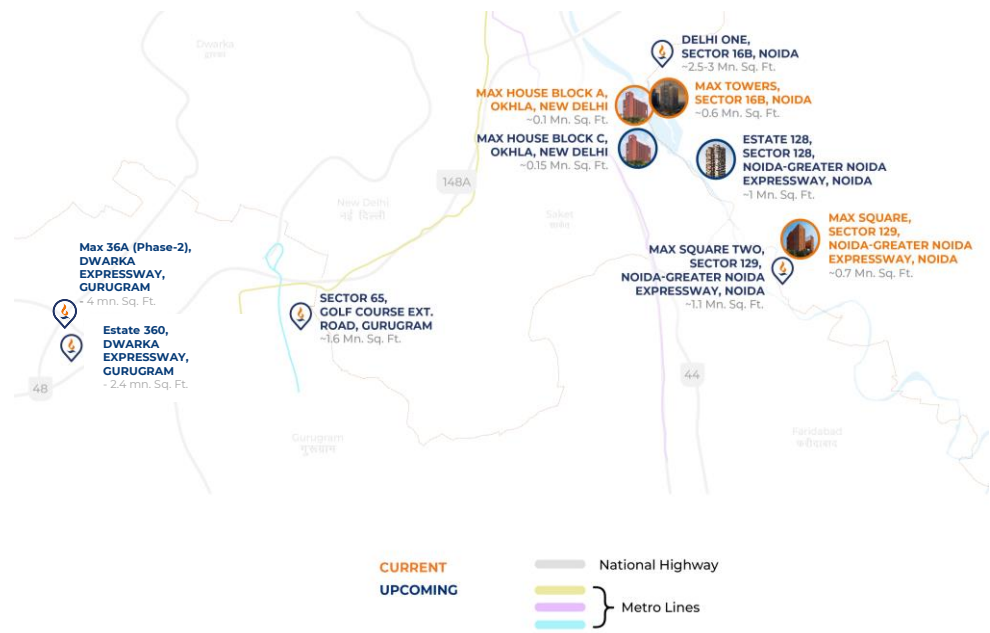 Dwarka
द्वारका
DELHI ONE,
SECTOR 16B, NOIDA
~2.5-3 Mn. Sq. Ft.
MAX HOUSE BLOCK A,
OKHLA, NEW DELHI
~0.1 Mn. Sq. Ft.
MAX TOWERS,
SECTOR 16B, NOIDA
~0.6 Mn. Sq. Ft.
MAX HOUSE BLOCK C,
OKHLA, NEW DELHI
~0.15 Mn. Sq. Ft.
ESTATE 128,
SECTOR 128,
NOIDA-GREATER NOIDA
EXPRESSWAY, NOIDA
~1 Mn. Sq. Ft.
148A
New Delhi
नई दिल्ली
Saket
साकेत
MAX SQUARE,
SECTOR 129,
NOIDA-GREATER NOIDA
EXPRESSWAY, NOIDA
~0.7 Mn. Sq. Ft.
MAX SQUARE TWO,
SECTOR 129,
NOIDA-GREATER NOIDA
EXPRESSWAY, NOIDA
~1.1 Mn. Sq. Ft.
Max 36A (Phase-2),
DWARKA
EXPRESSWAY,
GURUGRAM
- 4 mn. Sq. Ft.
SECTOR 65,
GOLF COURSE EXT.
ROAD, GURUGRAM
~1.6 Mn. Sq. Ft.
Estate 360,
DWARKA
EXPRESSWAY,
GURUGRAM
- 2.4 mn. Sq. Ft.
48
44
Gurugram
गुरुग्राम
Faridabad
फरीदाबाद
CURRENT
UPCOMING
National Highway
Metro Lines